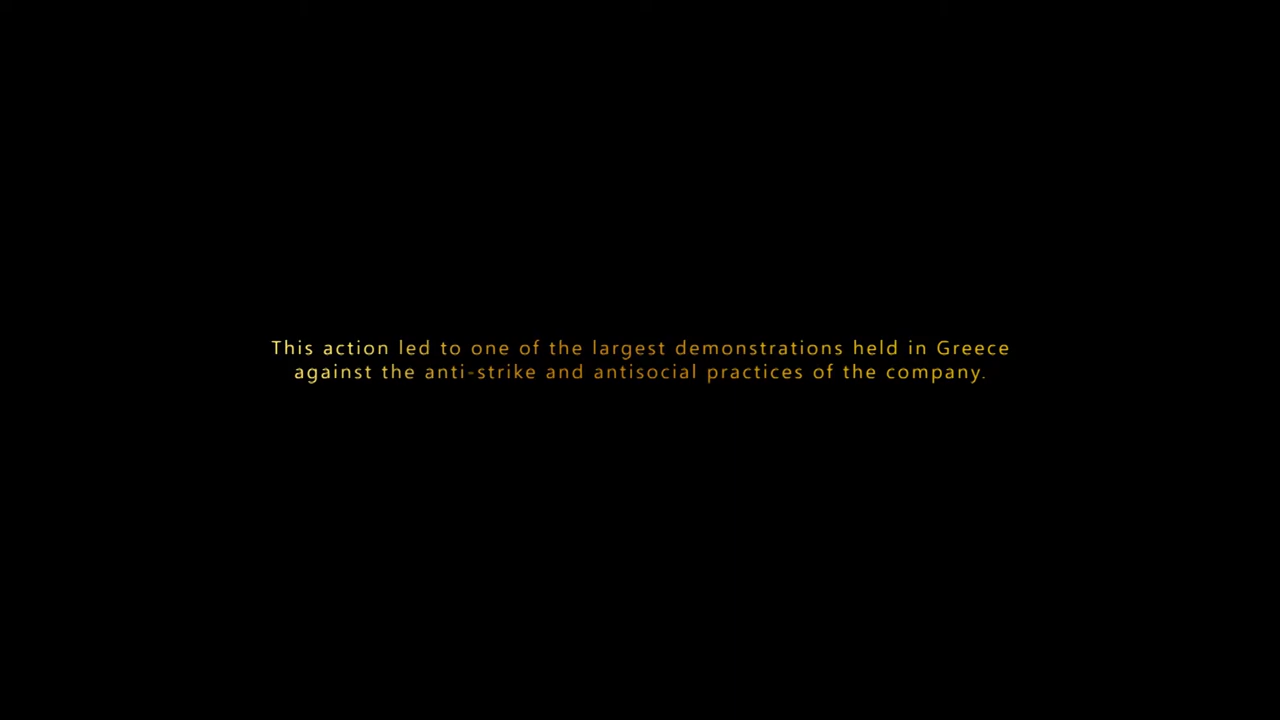 This action led to one of the largest demonstrations held in Greece
against the anti-strike and antisocial practices of the company.